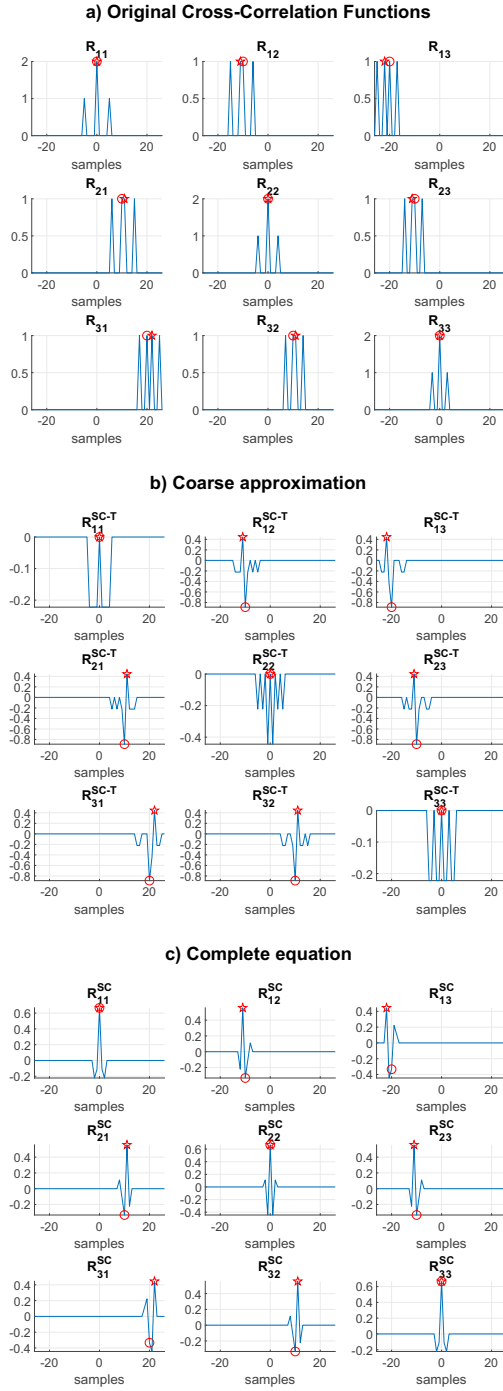 a) Original Cross-Correlation Functions
R11 R12 R13
2 1 0
1 0.5 0
1 0.5 0
-20 0 20 -20 0 20 -20 0 20
samples samples samples
R21 R22 R23
1 0.5 0
2 1 0
1 0.5 0
-20 0 20 -20 0 20 -20 0 20
samples samples samples
R31 R32 R33
1 0.5 0
1 0.5 0
2 1 0
-20 0 20 -20 0 20 -20 0 20
samples samples samples
b) Coarse approximation
R11SC-T R12SC-T R13SC-T
0 -0.1 -0.2
0.4 0.2 0 -0.2 -0.4 -0.6 -0.8
0.4 0.2 0 -0.2 -0.4 -0.6 -0.8
-20 0 20 -20 0 20 -20 0 20
samples samples samples
R21SC-T R22SC-T R23SC-T
0.4 0.2 0 -0.2 -0.4 -0.6 -0.8
0 -0.2 -0.4
0.4 0.2 0 -0.2 -0.4 -0.6 -0.8
-20 0 20 -20 0 20 -20 0 20
samples samples samples
R31SC-T R32SC-T R33SC-T
0.4 0.2 0 -0.2 -0.4 -0.6 -0.8
0.4 0.2 0 -0.2 -0.4 -0.6 -0.8
0 -0.1 -0.2
-20 0 20 -20 0 20 -20 0 20
samples samples samples
c) Complete equation
R11SC R12SC R13SC
0.6 0.4 0.2 0 -0.2
0.4 0.2 0 -0.2
0.4 0.2 0 -0.2 -0.4
-20 0 20 -20 0 20 -20 0 20
samples samples samples
R21SC R22SC R23SC
0.4 0.2 0 -0.2
0.6 0.4 0.2 0 -0.2 -0.4
0.4 0.2 0 -0.2
-20 0 20 -20 0 20 -20 0 20
samples samples samples
R31SC R32SC R33SC
0.4 0.2 0 -0.2 -0.4
0.4 0.2 0 -0.2
0.6 0.4 0.2 0 -0.2
-20 0 20 -20 0 20 -20 0 20
samples samples samples